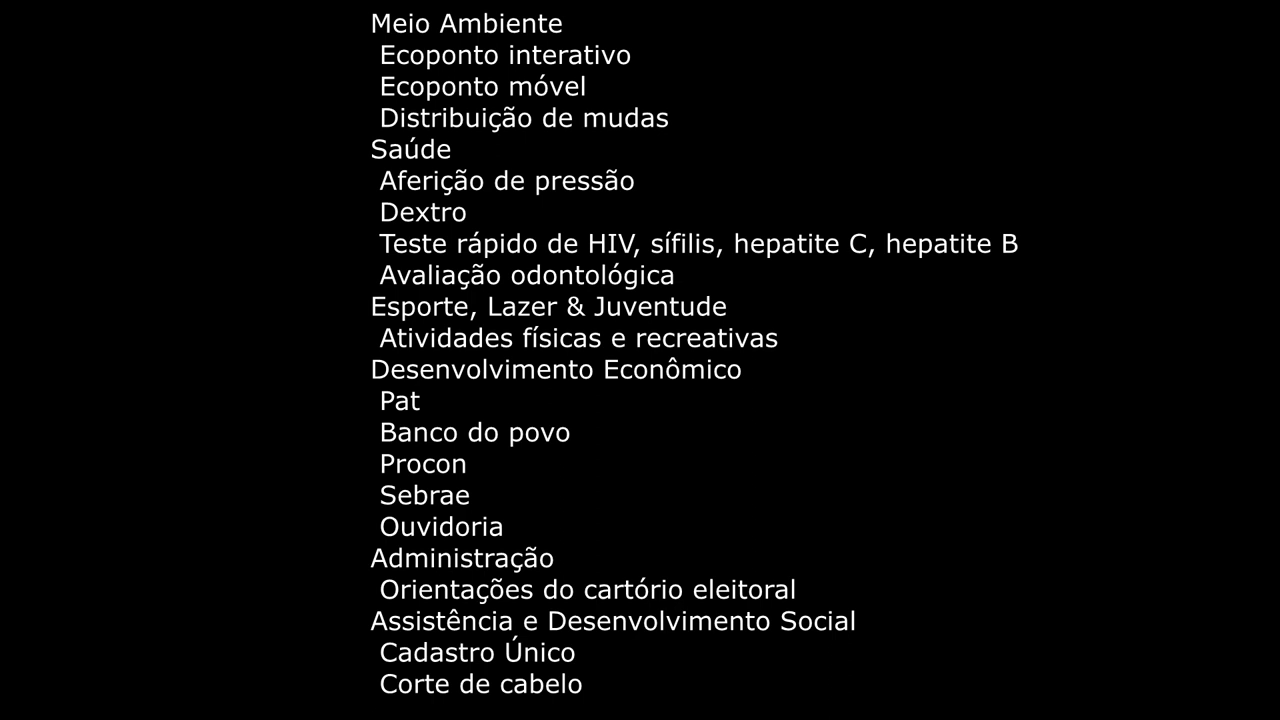 Meio Ambiente
Ecoponto interativo
Ecoponto móvel
Distribuição de mudas
Saúde
Aferição de pressão
Dextro
Teste rápido de HIV, sífilis, hepatite C, hepatite B
Avaliação odontológica
Esporte, Lazer & Juventude
Atividades físicas e recreativas
Desenvolvimento Econômico
Pat
Banco do povo
Procon
Sebrae
Ouvidoria
Administração
Orientações do cartório eleitoral
Assistência e Desenvolvimento Social
Cadastro Único
Corte de cabelo